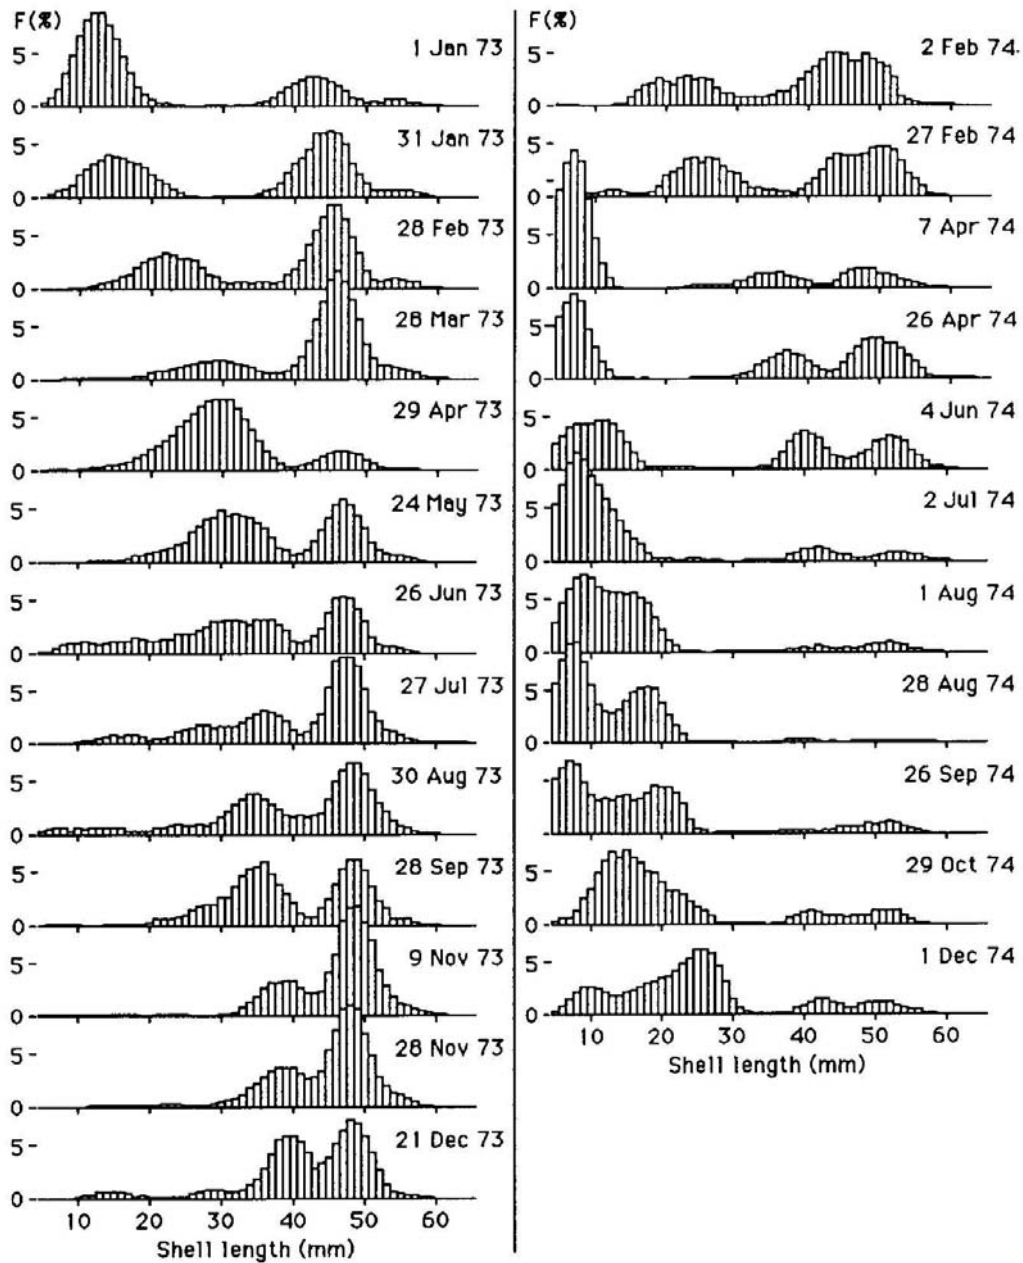 F(%)
5
0
1 Jan 73
5
0
31 Jan 73
5
0
28 Feb 73
5
0
28 Mar 73
5
0
29 Apr 73
5
0
24 May 73
5
0
26 Jun 73
5
0
27 Jul 73
5
0
30 Aug 73
5
0
28 Sep 73
5
0
9 Nov 73
5
0
28 Nov 73
5
0
21 Dec 73
10 20 30 40 50 60
Shell length (mm)
F(%)
5
0
2 Feb 74
5
0
27 Feb 74
5
0
7 Apr 74
5
0
26 Apr 74
5
0
4 Jun 74
5
0
2 Jul 74
5
0
1 Aug 74
5
0
28 Aug 74
26 Sep 74
5
0
29 Oct 74
5
0
1 Dec 74
10 20 30 40 50 60
Shell length (mm)